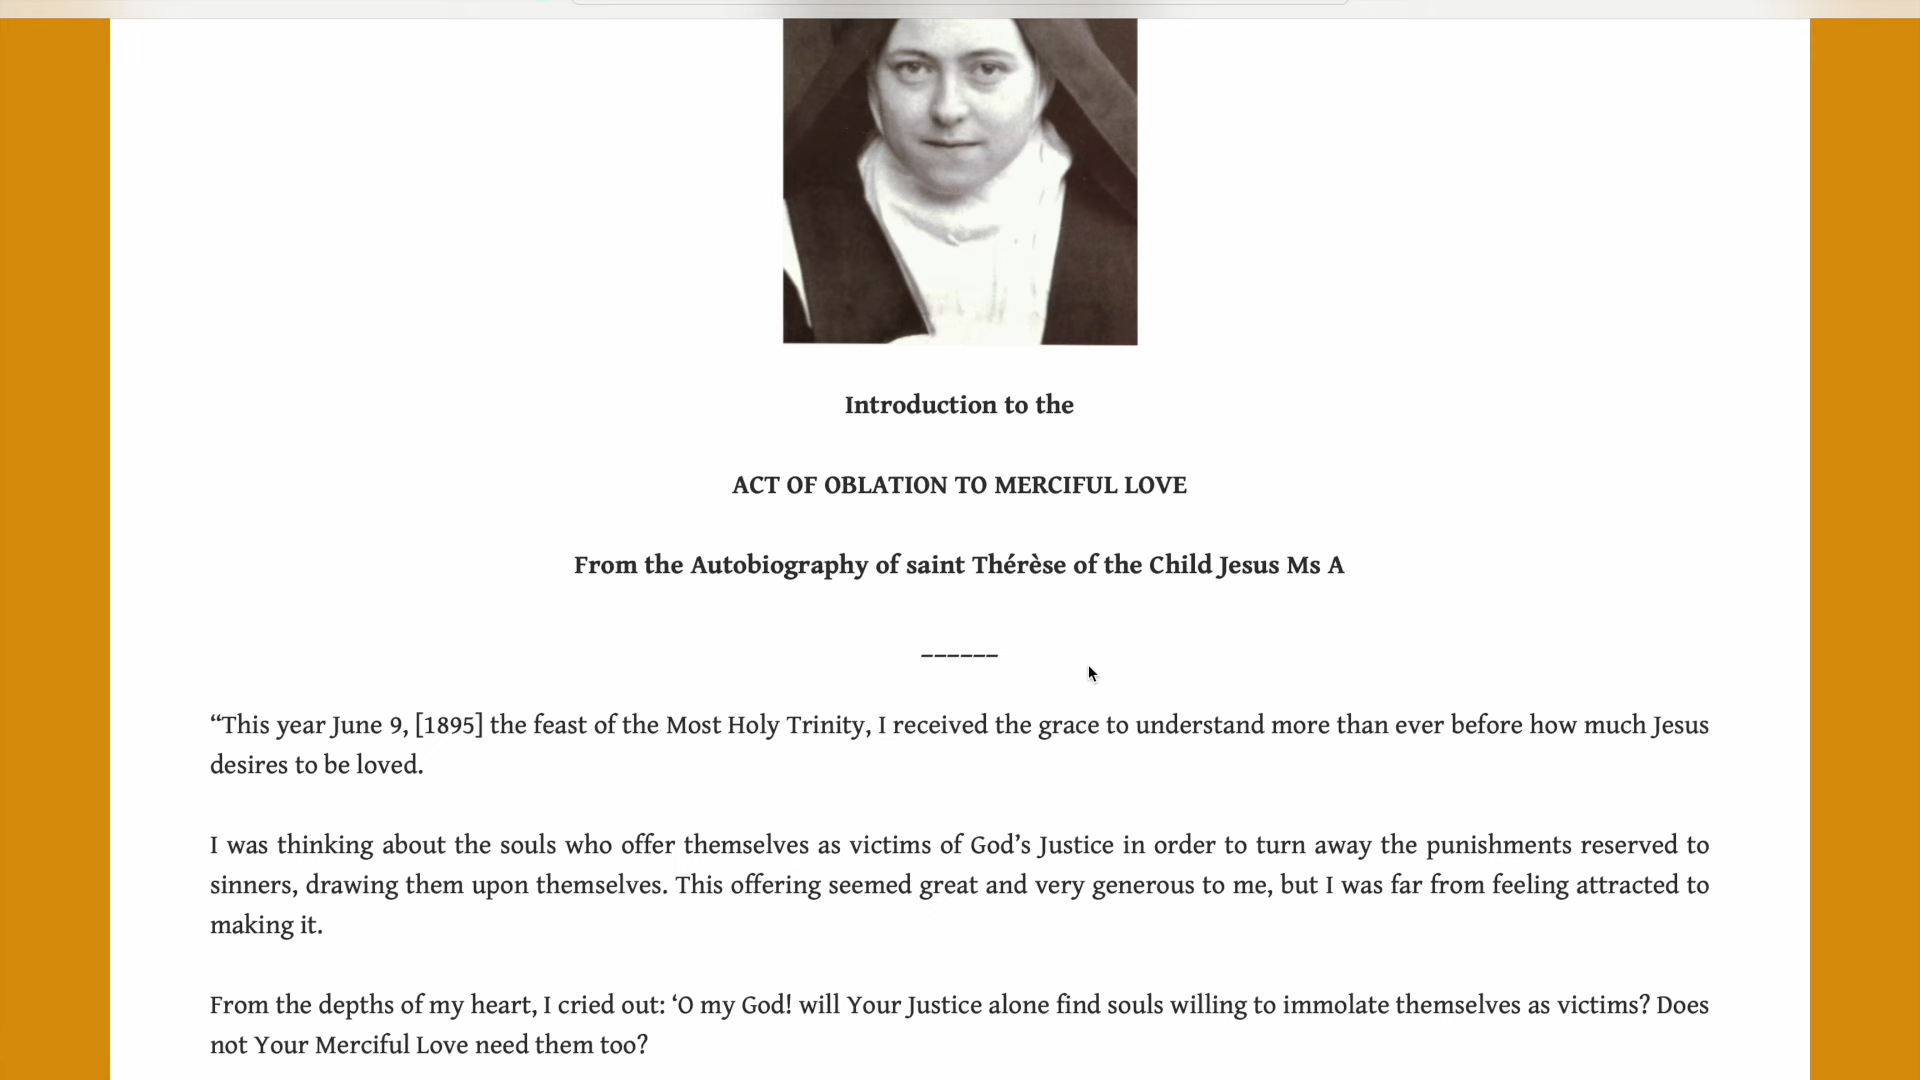 Introduction to the
ACT OF OBLATION TO MERCIFUL LOVE
From the Autobiography of saint Thérèse of the Child Jesus Ms A
______
“This year June 9, [1895] the feast of the Most Holy Trinity, I received the grace to understand more than ever before how much Jesus
desires to be loved.
I was thinking about the souls who offer themselves as victims of God’s Justice in order to turn away the punishments reserved to
sinners, drawing them upon themselves. This offering seemed great and very generous to me, but I was far from feeling attracted to
making it.
From the depths of my heart, I cried out: ‘O my God! will Your Justice alone find souls willing to immolate themselves as victims? Does
not Your Merciful Love need them too?